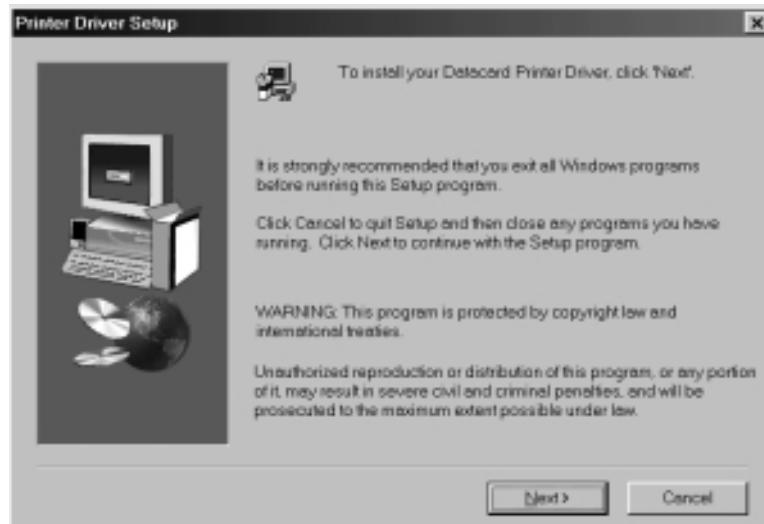 Printer Driver Setup
To install your Datacard Printer Driver, click 'Next'.
It is strongly recommended that you exit all Windows programs
before running this Setup program.
Click Cancel to quit Setup and then close any programs you have
running. Click Next to continue with the Setup program.
WARNING: This program is protected by copyright law and
international treaties.
Unauthorized reproduction or distribution of this program, or any portion
of it, may result in severe civil and criminal penalties, and will be
prosecuted to the maximum extent possible under law.
Next >
Cancel